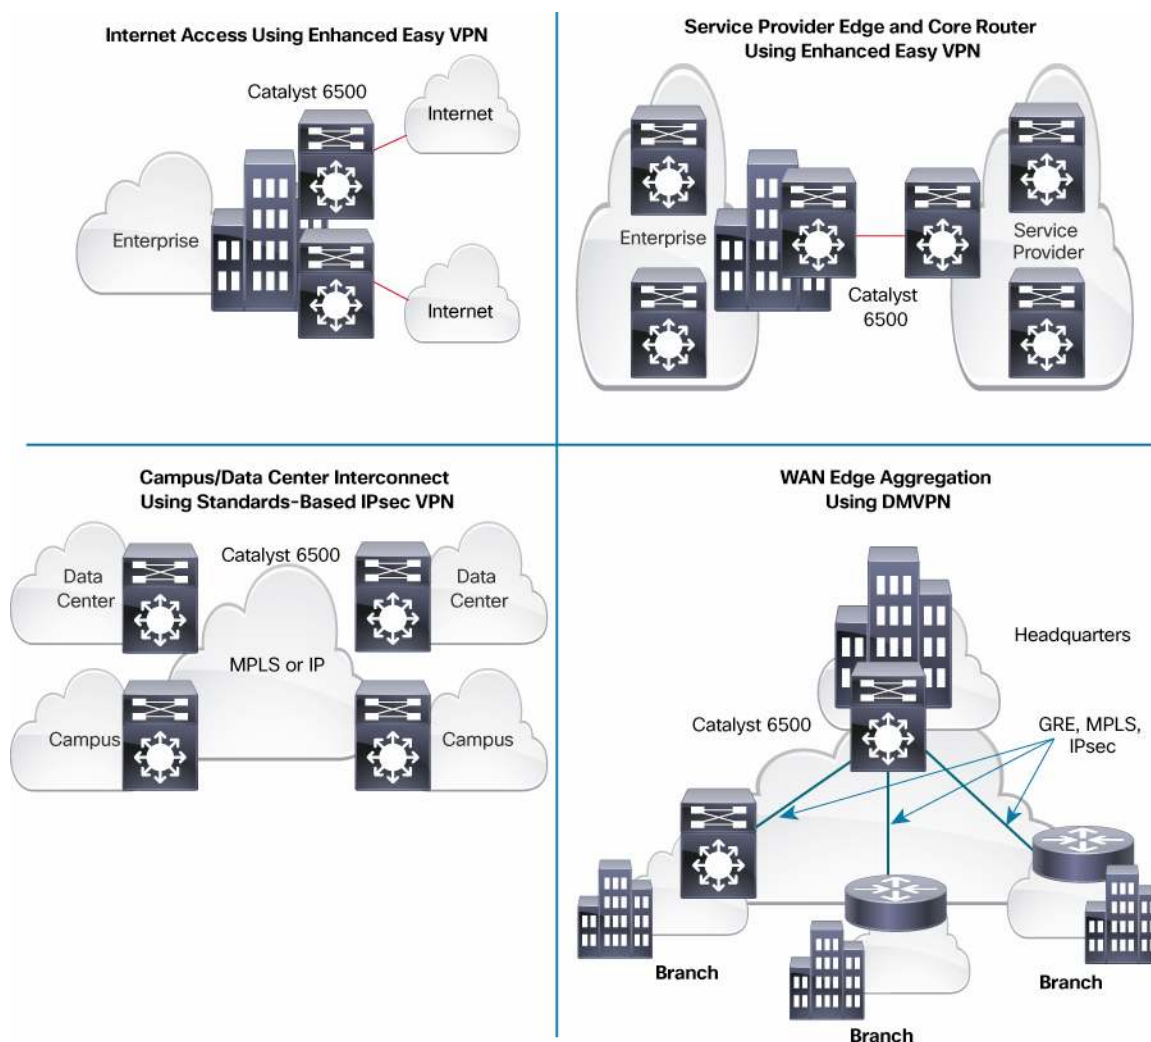 Internet Access Using Enhanced Easy VPN
Catalyst 6500
Internet
Enterprise
Internet
Service Provider Edge and Core Router
Using Enhanced Easy VPN
Enterprise
Service
Provider
Catalyst
6500
Campus/Data Center Interconnect
Using Standards-Based IPsec VPN
Catalyst 6500
Data
Center
Data
Center
MPLS or IP
Campus
Campus
WAN Edge Aggregation
Using DMVPN
Headquarters
Catalyst 6500
GRE, MPLS,
IPsec
Branch
Branch
Branch